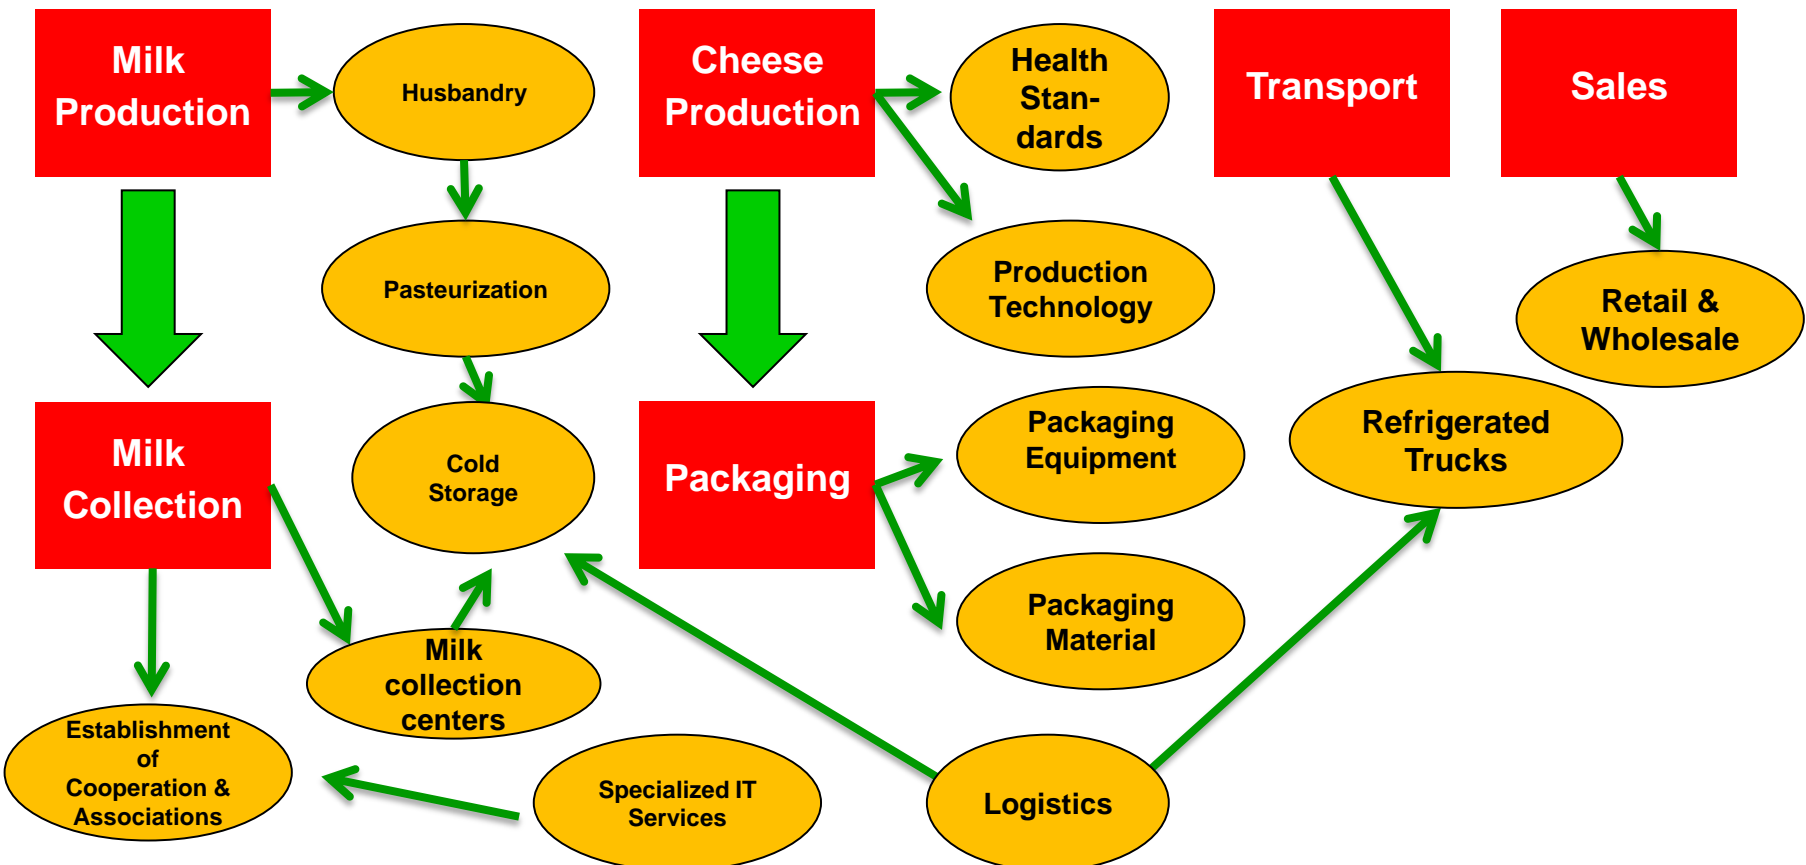 Milk
Production
Husbandry
Cheese
Production
Health
Stan-
dards
Transport
Sales
Pasteurization
Production
Technology
Retail &
Wholesale
Milk
Collection
Cold
Storage
Packaging
Packaging
Equipment
Refrigerated
Trucks
Packaging
Material
Milk
collection
centers
Establishment
of
Cooperation &
Associations
Specialized IT
Services
Logistics